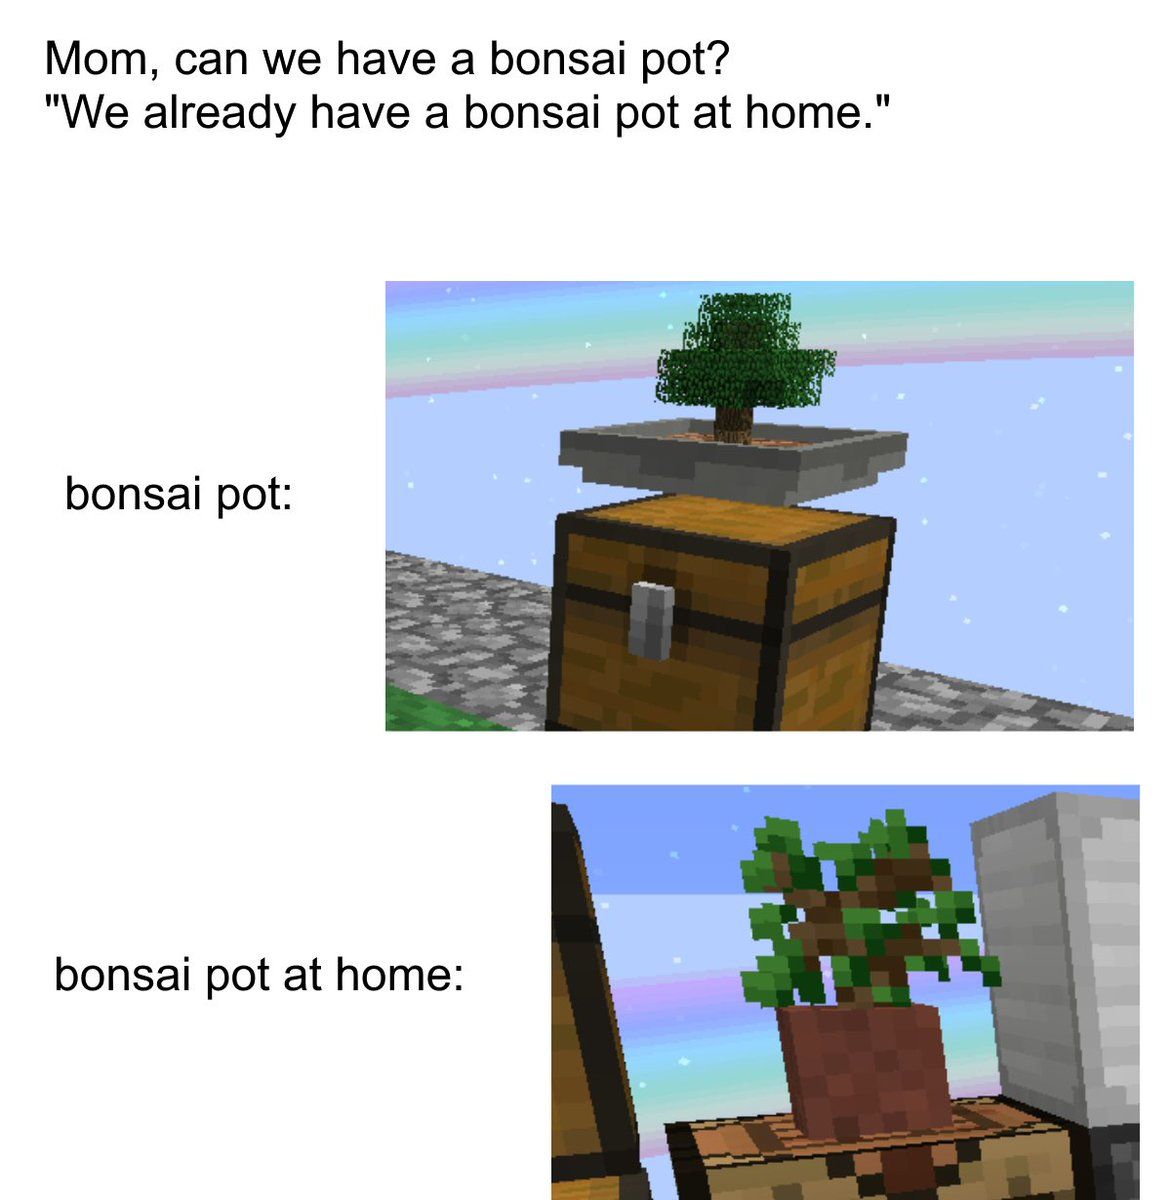 Mom, can we have a bonsai pot?
"We already have a bonsai pot at home."
bonsai pot:
bonsai pot at home: